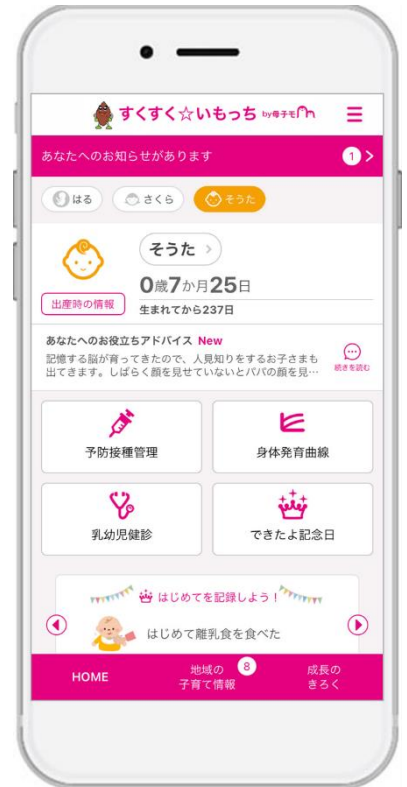 すくすく☆いもっち by母子モ
あなたへのお知らせがあります 1 >
はる さくら そうた
そうた >
0歳7か月25日
出産時の情報
生まれてから237日
あなたへのお役立ちアドバイス New
記憶する脳が育ってきたので、人見知りをするお子さまも
出てきます。しばらく顔を見せていないとパパの顔を見…
続きを読む
予防接種管理
身体発育曲線
乳幼児健診
できたよ記念日
はじめてを記録しよう！
はじめて離乳食を食べた
HOME
地域の
子育て情報
8
成長の
きろく